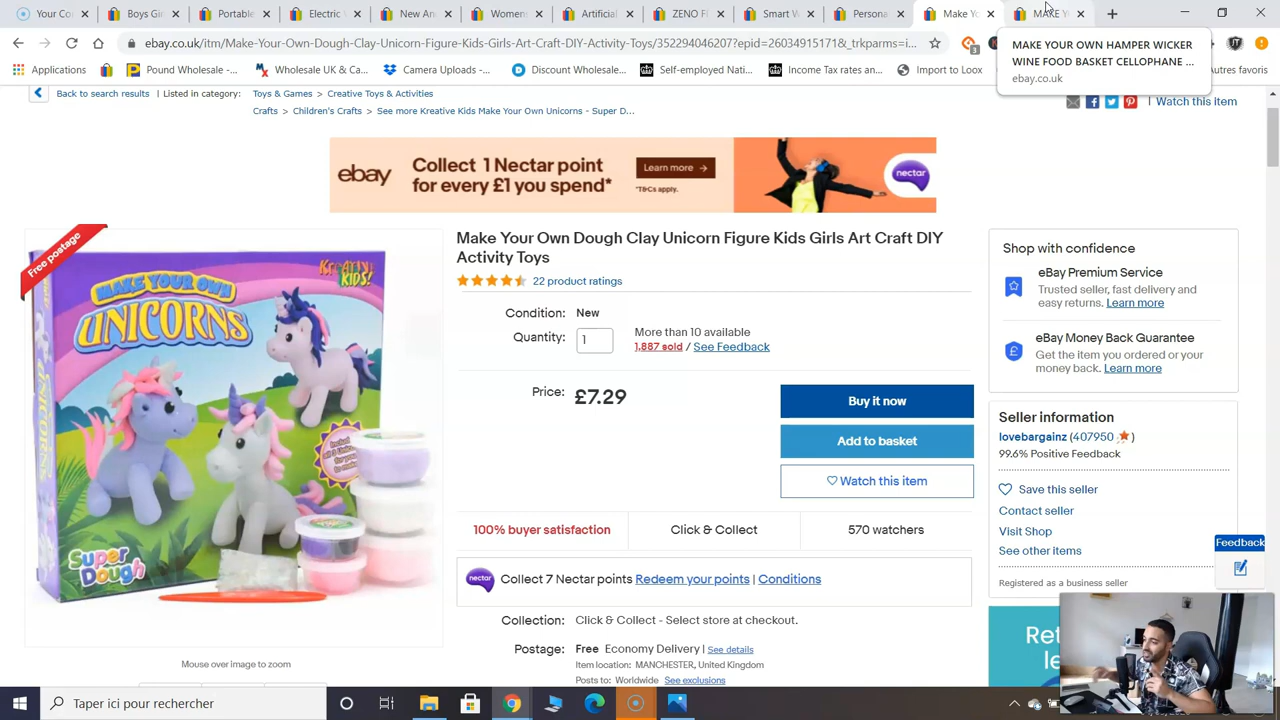 Co
Boys Gi
Portable
Electric
New An
Womens
Artificial
ZENO F
Smart W
Persona
Make Yo
MAKE Y
ebay.co.uk/itm/Make-Your-Own-Dough-Clay-Unicorn-Figure-Kids-Girls-Art-Craft-DIY-Activity-Toys/352294046207?epid=26034915171&_trkparms=i...
MAKE YOUR OWN HAMPER WICKER
WINE FOOD BASKET CELLOPHANE ...
ebay.co.uk
Applications
Pound Wholesale -...
Wholesale UK & Ca...
Camera Uploads -...
Discount Wholesale...
Self-employed Nati...
Income Tax rates an...
Import to Loox
Autres favoris
Back to search results | Listed in category:
Toys & Games > Creative Toys & Activities
Crafts > Children's Crafts > See more Kreative Kids Make Your Own Unicorns - Super D...
| Watch this item
ebay
Collect 1 Nectar point
for every £1 you spend*
Learn more →
*T&Cs apply.
nectar
Free postage
Kreative
Kids!
MAKE YOUR OWN
UNICORNS
UNICORNS
Super
Dough
Mouse over image to zoom
Make Your Own Dough Clay Unicorn Figure Kids Girls Art Craft DIY
Activity Toys
22 product ratings
Condition: New
Quantity: 1
More than 10 available
1,887 sold / See Feedback
Price: £7.29
Buy it now
Add to basket
Watch this item
100% buyer satisfaction
Click & Collect
570 watchers
nectar
Collect 7 Nectar points Redeem your points | Conditions
Collection: Click & Collect - Select store at checkout.
Postage: Free Economy Delivery | See details
Item location: MANCHESTER, United Kingdom
Posts to: Worldwide See exclusions
Shop with confidence
eBay Premium Service
Trusted seller, fast delivery and
easy returns. Learn more
eBay Money Back Guarantee
Get the item you ordered or your
money back. Learn more
Seller information
lovebargainz (407950 )
99.6% Positive Feedback
Save this seller
Contact seller
Visit Shop
See other items
Registered as a business seller
Feedback
Taper ici pour rechercher